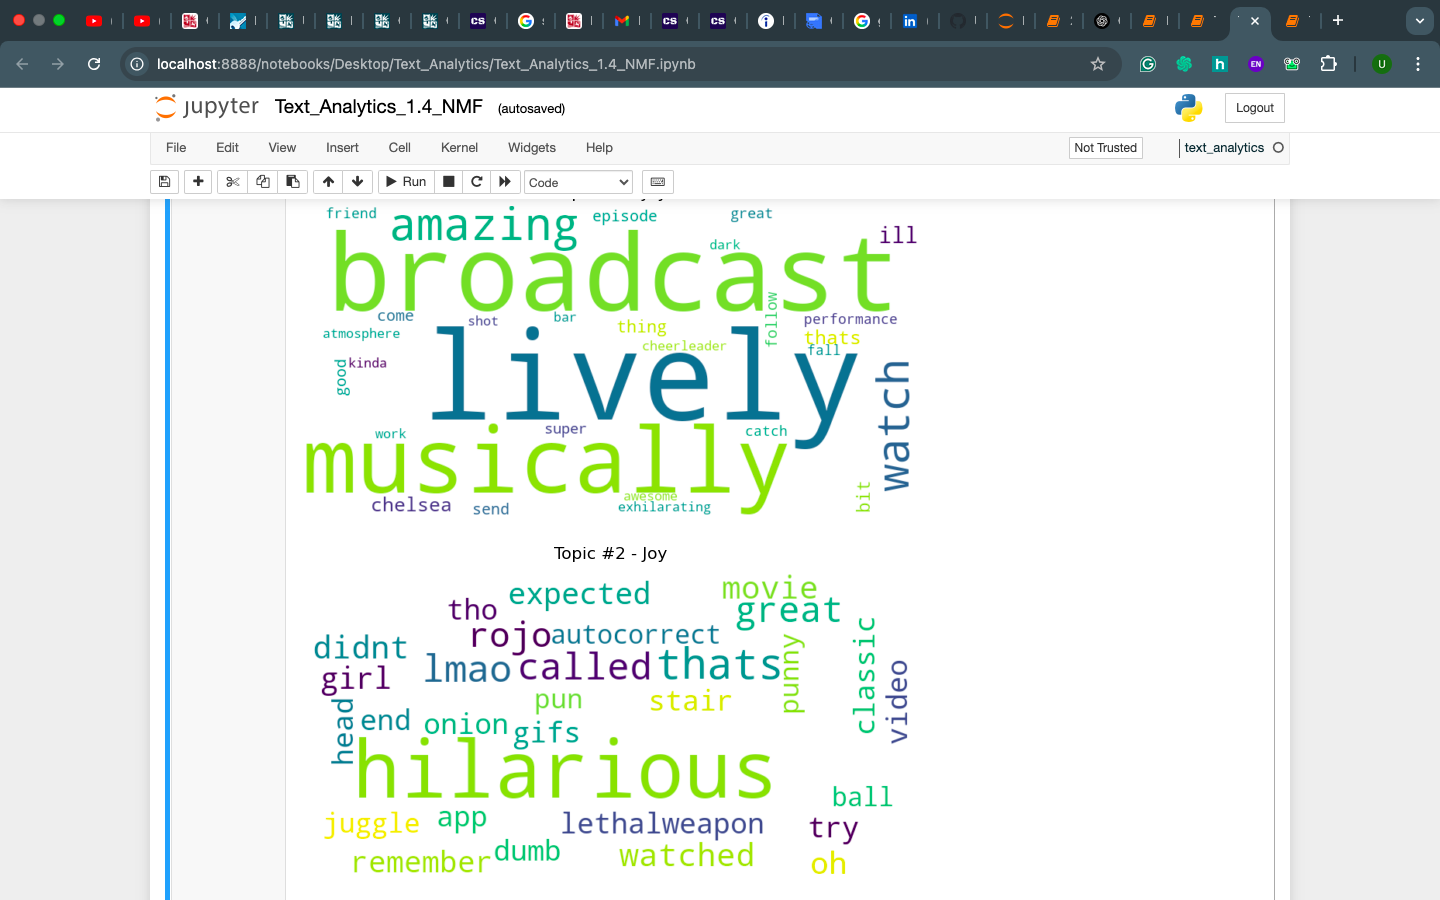 localhost:8888/notebooks/Desktop/Text_Analytics/Text_Analytics_1.4_NMF.ipynb
EN
U
jupyter Text_Analytics_1.4_NMF (autosaved)
Logout
File Edit View Insert Cell Kernel Widgets Help
Not Trusted
text_analytics
Run
Code
friend
amazing
episode
great
ill
dark
broadcast
come
shot
bar
thing
follow
performance
atmosphere
cheerleader
thats
fall
good
kinda
lively
watch
work
super
catch
musically
chelsea
send
awesome
exhilarating
bit
Topic #2 - Joy
expected
movie
tho
great
rojo
autocorrect
didnt
classic
girl
lmao
called
thats
punny
video
pun
stair
head
end
onion
gifs
hilarious
ball
juggle
app
lethalweapon
try
remember
dumb
watched
oh